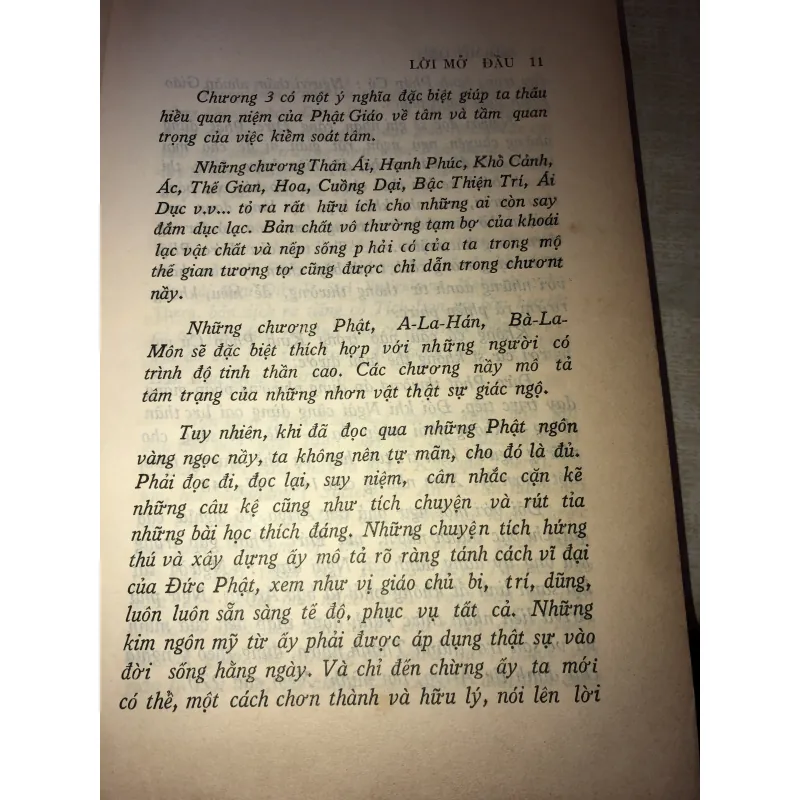 LỜI MỞ ĐẦU 11
Chương 3 có một ý nghĩa đặc biệt giúp ta thấu
hiểu quan niệm của Phật Giáo về tâm và tầm quan
trọng của việc kiểm soát tâm.
Những chương Thân Ái, Hạnh Phúc, Khổ Cảnh,
Ác, Thế Gian, Hoa, Cuồng Dại, Bậc Thiện Trí, Ái
Dục v.v... tỏ ra rất hữu ích cho những ai còn say
đắm dục lạc. Bản chất vô thường tạm bợ của khoái
lạc vật chất và nếp sống phải có của ta trong mộ
thế gian tương tợ cũng được chỉ dẫn trong chươnt
nầy.
Những chương Phật, A-La-Hán, Bà-La-
Môn sẽ đặc biệt thích hợp với những người có
trình độ tinh thần cao. Các chương nầy mô tả
tâm trạng của những nhơn vật thật sự giác ngộ.
Tuy nhiên, khi đã đọc qua những Phật ngôn
vàng ngọc nầy, ta không nên tự mãn, cho đó là đủ.
Phải đọc đi, đọc lại, suy niệm, cân nhắc cặn kẽ
những câu kệ cũng như tích chuyện và rút tỉa
những bài học thích đáng. Những chuyện tích hứng
thú và xây dựng ấy mô tả rõ ràng tánh cách vĩ đại
của Đức Phật, xem như vị giáo chủ bi, trí, dũng,
luôn luôn sẵn sàng tế độ, phục vụ tất cả. Những
kim ngôn mỹ từ ấy phải được áp dụng thật sự vào
đời sống hằng ngày. Và chỉ đến chừng ấy ta mới
có thể, một cách chơn thành và hữu lý, nói lên lời